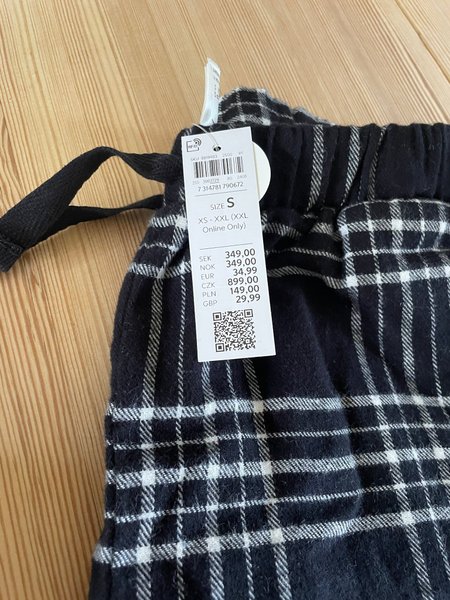 7 314781 790672
SIZE S
XS - XXL (XXL
Online Only)
SEK 349,00
NOK 349,00
EUR 34.99
CZK 899,00
PLN 149,00
GBP 29.99